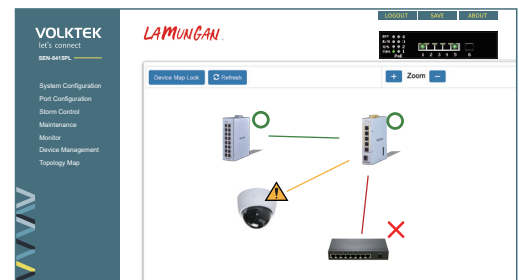 LOGOUT SAVE ABOUT
VOLKTEK
let's connect
SEN-8415PL
LAMUNGAN
PoE
1 2 3 4 5 6
Device Map Lock
Refresh
+ Zoom −
System Configuration
Port Configuration
Storm Control
Maintenance
Monitor
Device Management
Topology Map